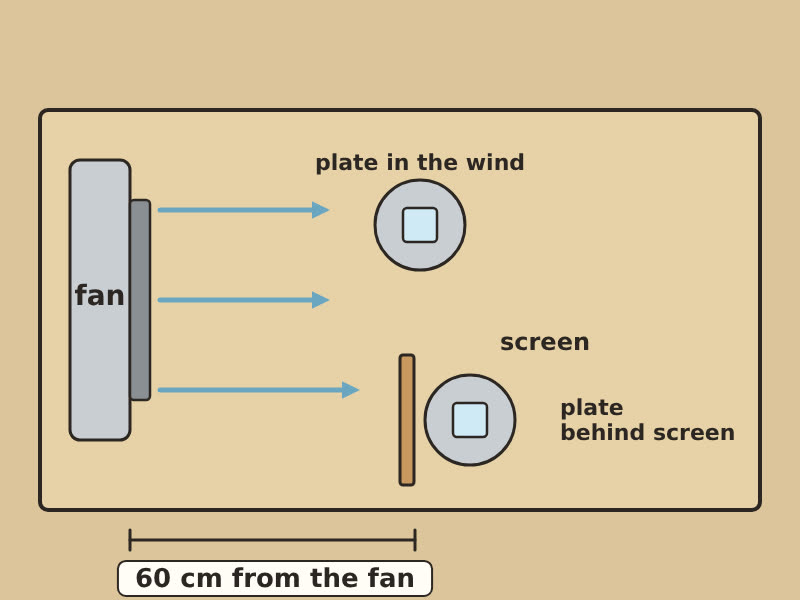 plate in the wind
fan
screen
plate
behind screen
60 cm from the fan